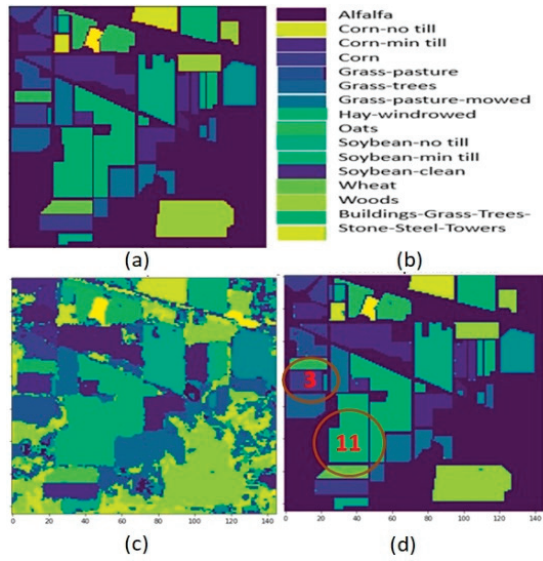 Alfalfa
Corn-no till
Corn-min till
Corn
Grass-pasture
Grass-trees
Grass-pasture-mowed
Hay-windrowed
Oats
Soybean-no till
Soybean-min till
Soybean-clean
Wheat
Woods
Buildings-Grass-Trees-
Stone-Steel-Towers
(a)
(b)
3
11
0 20 40 60 80 100 120 140
0 20 40 60 80 100 120 140
(c)
(d)